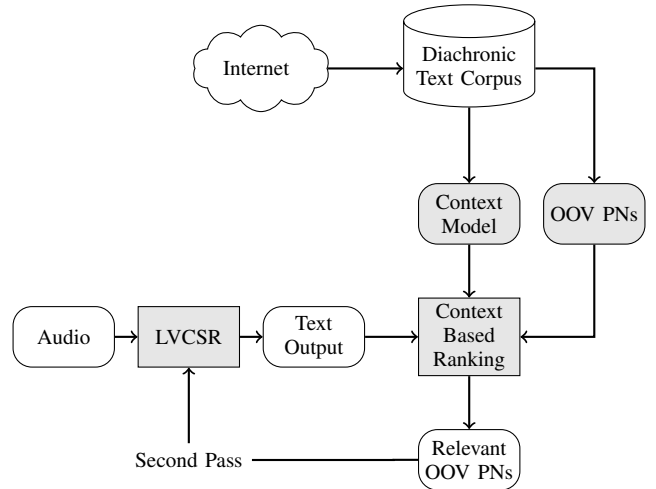 Internet
Diachronic
Text Corpus
Context
Model
OOV PNs
Audio
LVCSR
Text
Output
Context
Based
Ranking
Second Pass
Relevant
OOV PNs